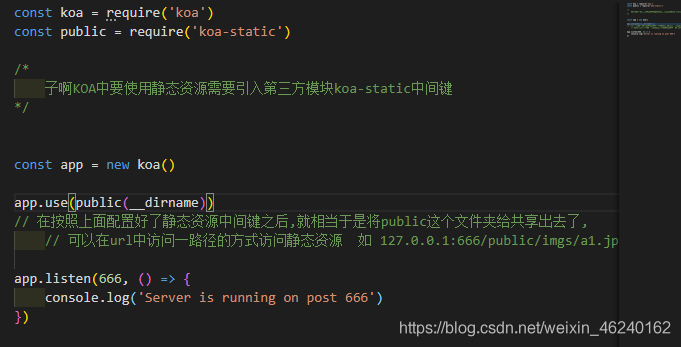 const koa = require('koa')
const public = require('koa-static')
/*
子啊KOA中要使用静态资源需要引入第三方模块koa-static中间键
*/
const app = new koa()
app.use(public(__dirname))
// 在按照上面配置好了静态资源中间键之后,就相当于是将public这个文件夹给共享出去了,
// 可以在url中访问一路径的方式访问静态资源  如 127.0.0.1:666/public/imgs/a1.jp
app.listen(666, () => {
console.log('Server is running on post 666')
})
https://blog.csdn.net/weixin_46240162